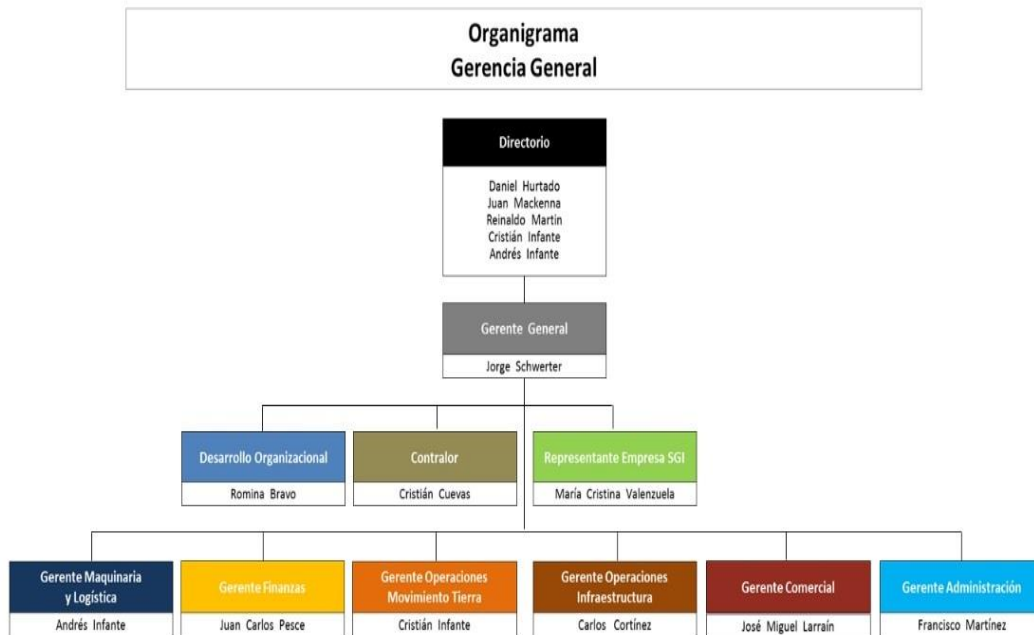 Organigrama
Gerencia General
Directorio
Daniel Hurtado
Juan Mackenna
Reinaldo Martin
Cristián Infante
Andrés Infante
Gerente General
Jorge Schwerter
Desarrollo Organizacional
Romina Bravo
Contralor
Cristián Cuevas
Representante Empresa SGI
María Cristina Valenzuela
Gerente Maquinaria
y Logística
Andrés Infante
Gerente Finanzas
Juan Carlos Pesce
Gerente Operaciones
Movimiento Tierra
Cristián Infante
Gerente Operaciones
Infraestructura
Carlos Cortínez
Gerente Comercial
José Miguel Larraín
Gerente Administración
Francisco Martínez